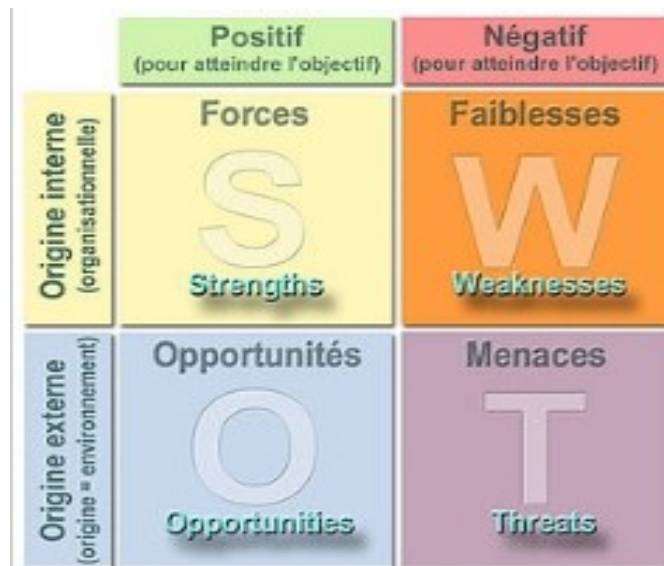 Positif
(pour atteindre l'objectif)
Négatif
(pour atteindre l'objectif)
Origine interne
(organisationnelle)
Forces
S
Strengths
Faiblesses
W
Weaknesses
Origine externe
(origine = environnement)
Opportunités
O
Opportunities
Menaces
T
Threats